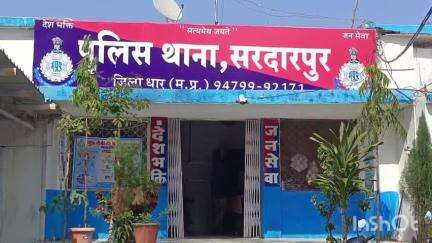 "सत्यमेव जयते"
देश भक्ति
जन सेवा
पुलिस थाना, सरदारपुर
जिला धार (म.प्र.) 94799-92171
देशभक्ति
जनसेवा
InShOt